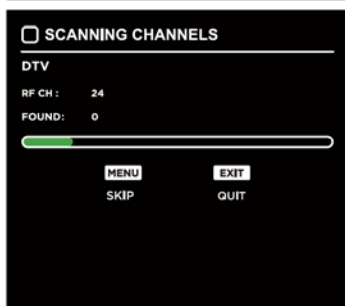 SCANNING CHANNELS
DTV
RF CH : 24
FOUND: 0
MENU EXIT
SKIP QUIT